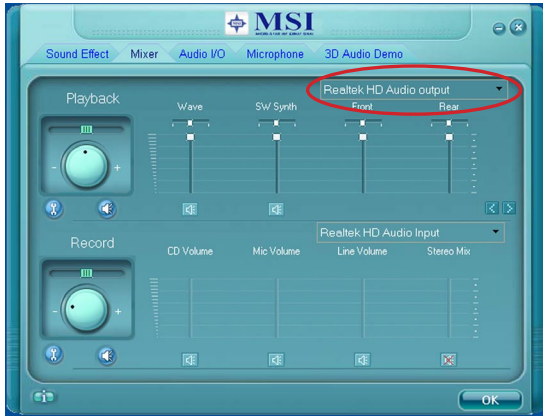 MSI
Sound Effect Mixer Audio I/O Microphone 3D Audio Demo
Realtek HD Audio output
Playback
Wave SW Synth Front Rear
- +
Realtek HD Audio Input
Record
CD Volume Mic Volume Line Volume Stereo Mix
- +
OK